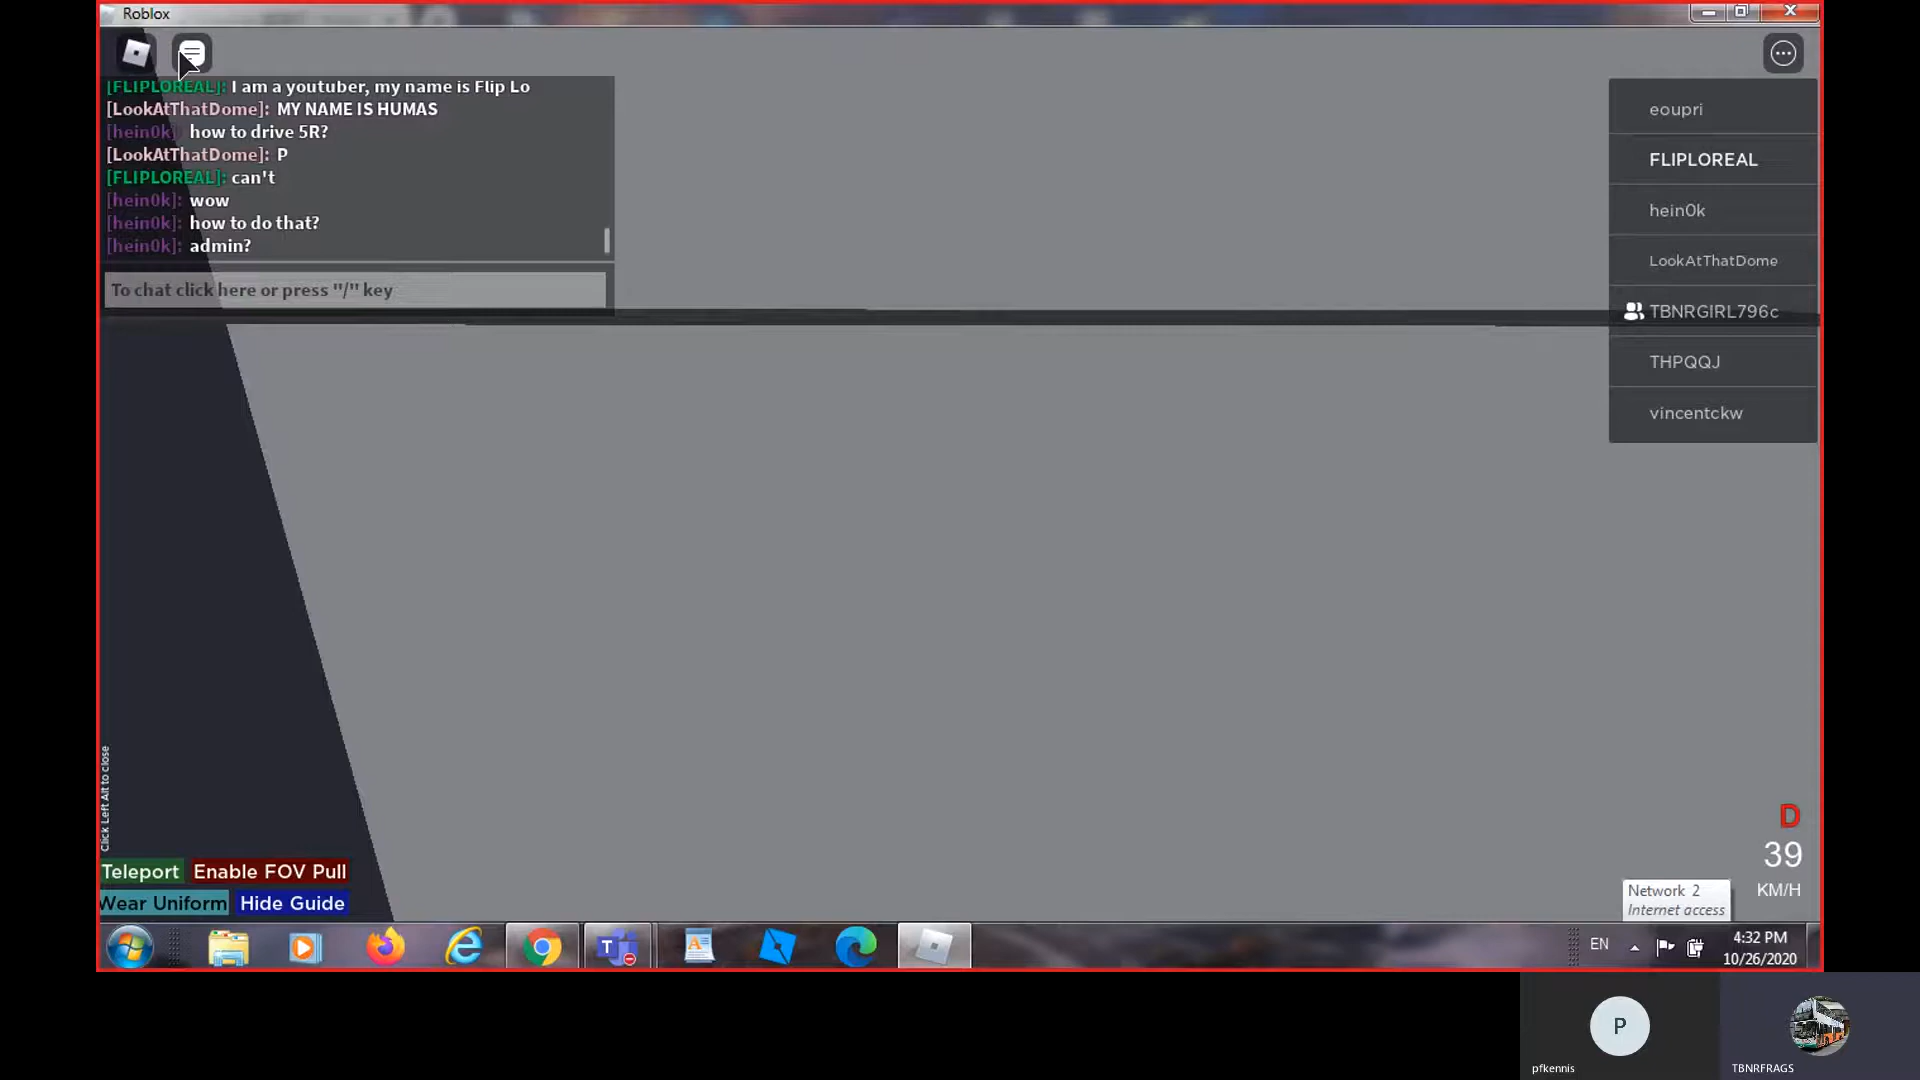 Roblox
[FLIPLOREAL]: I am a youtuber, my name is Flip Lo
[LookAtThatDome]: MY NAME IS HUMAS
[hein0k]: how to drive 5R?
[LookAtThatDome]: P
[FLIPLOREAL]: can't
[hein0k]: wow
[hein0k]: how to do that?
[hein0k]: admin?
To chat click here or press "/" key
eoupri
FLIPLOREAL
hein0k
LookAtThatDome
TBNRGIRL796c
THPQQJ
vincentckw
Click Left Alt to close
Teleport
Enable FOV Pull
Wear Uniform
Hide Guide
D
39
KM/H
Network 2
Internet access
EN
4:32 PM
10/26/2020
P
pfkennis
TBNRFRAGS